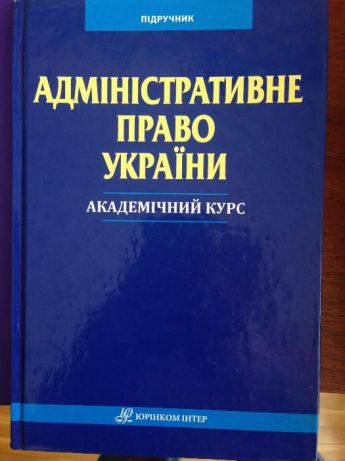 ПІДРУЧНИК
АДМІНІСТРАТИВНЕ
ПРАВО
УКРАЇНИ
АКАДЕМІЧНИЙ КУРС
ЮРІНКОМ ІНТЕР